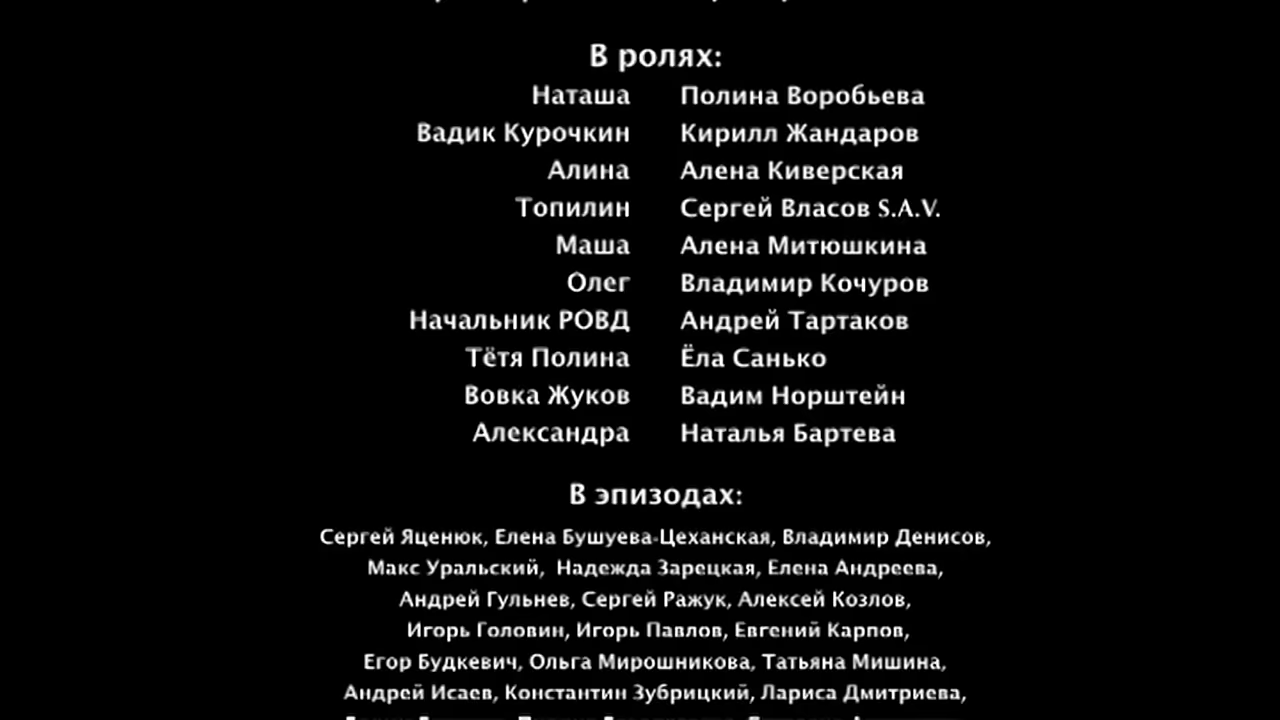 В ролях:
Наташа Полина Воробьева
Вадик Курочкин Кирилл Жандаров
Алина Алена Киверская
Топилин Сергей Власов S.A.V.
Маша Алена Митюшкина
Олег Владимир Кочуров
Начальник РОВД Андрей Тартаков
Тётя Полина Ёла Санько
Вовка Жуков Вадим Норштейн
Александра Наталья Бартева
В эпизодах:
Сергей Яценюк, Елена Бушуева-Цеханская, Владимир Денисов,
Макс Уральский, Надежда Зарецкая, Елена Андреева,
Андрей Гульнев, Сергей Ражук, Алексей Козлов,
Игорь Головин, Игорь Павлов, Евгений Карпов,
Егор Будкевич, Ольга Мирошникова, Татьяна Мишина,
Андрей Исаев, Константин Зубрицкий, Лариса Дмитриева,